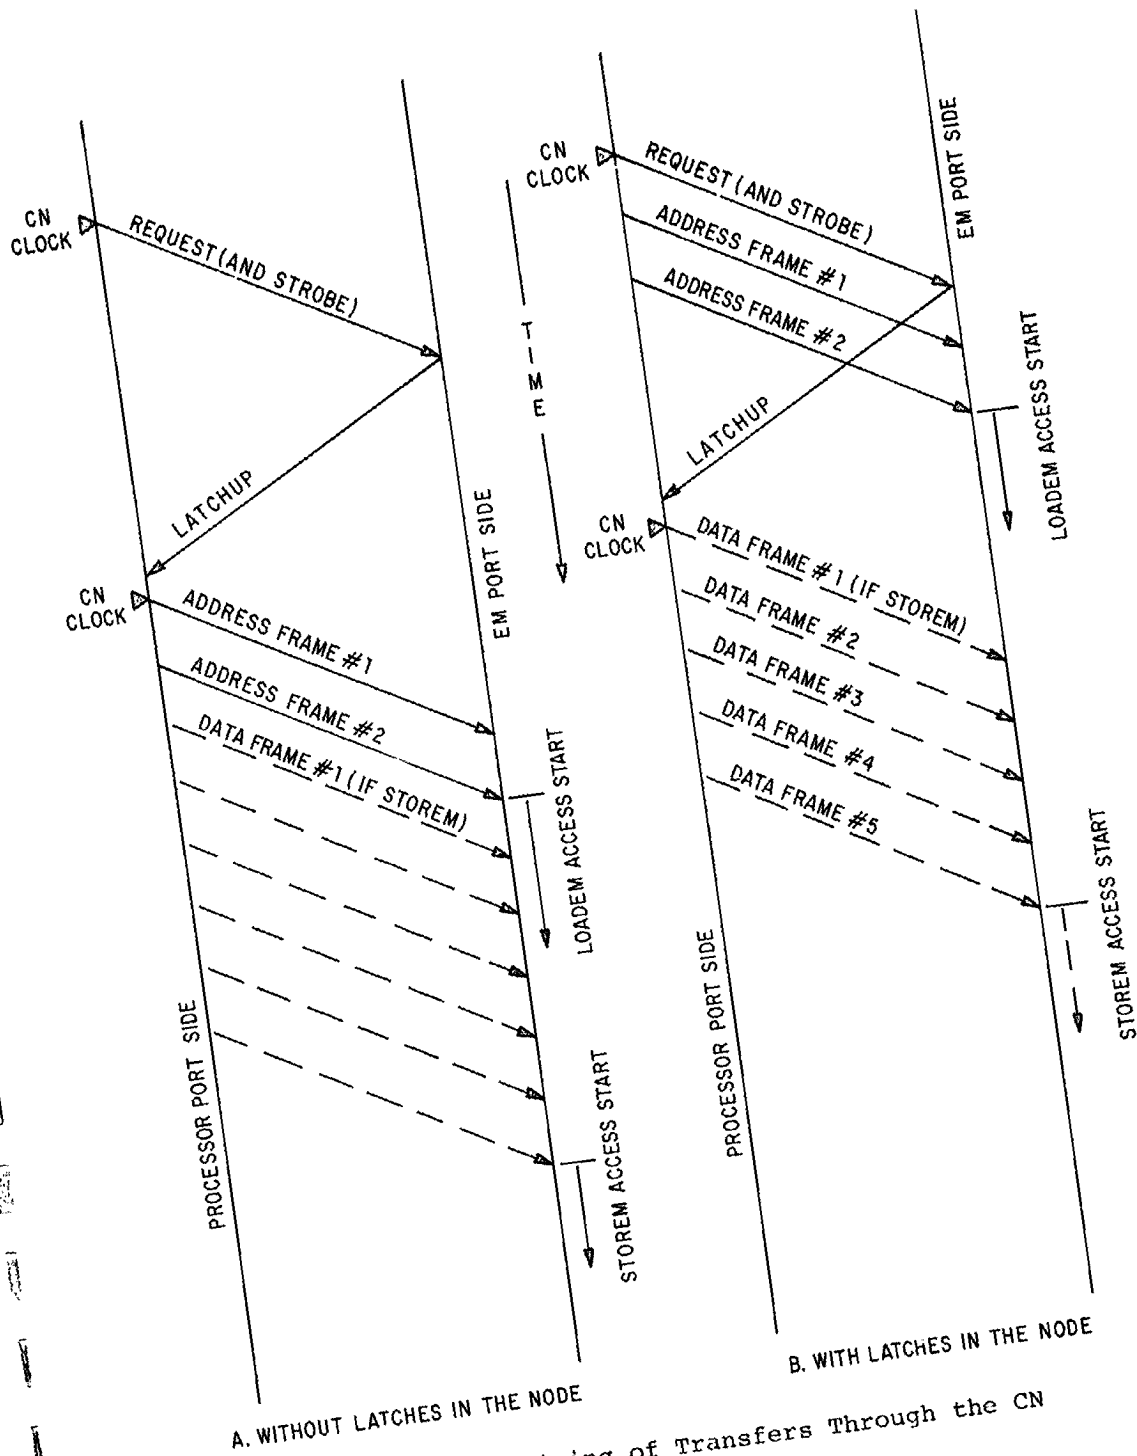 CN
CLOCK
REQUEST (AND STROBE)
LATCHUP
CN
CLOCK
ADDRESS FRAME #1
ADDRESS FRAME #2
DATA FRAME #1 (IF STOREM)
PROCESSOR PORT SIDE
EM PORT SIDE
LOADEM ACCESS START
STOREM ACCESS START
A. WITHOUT LATCHES IN THE NODE
TIME
CN
CLOCK
REQUEST (AND STROBE)
ADDRESS FRAME #1
ADDRESS FRAME #2
LATCHUP
CN
CLOCK
DATA FRAME #1 (IF STOREM)
DATA FRAME #2
DATA FRAME #3
DATA FRAME #4
DATA FRAME #5
PROCESSOR PORT SIDE
EM PORT SIDE
LOADEM ACCESS START
STOREM ACCESS START
B. WITH LATCHES IN THE NODE
of Transfers Through the CN